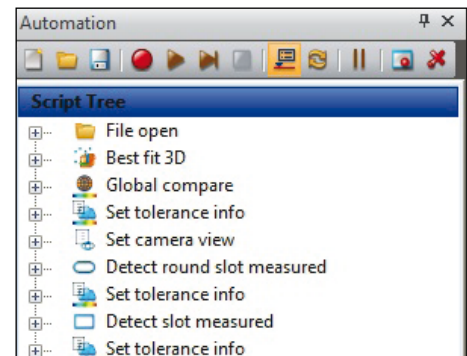 Automation
Script Tree
File open
Best fit 3D
Global compare
Set tolerance info
Set camera view
Detect round slot measured
Set tolerance info
Detect slot measured
Set tolerance info